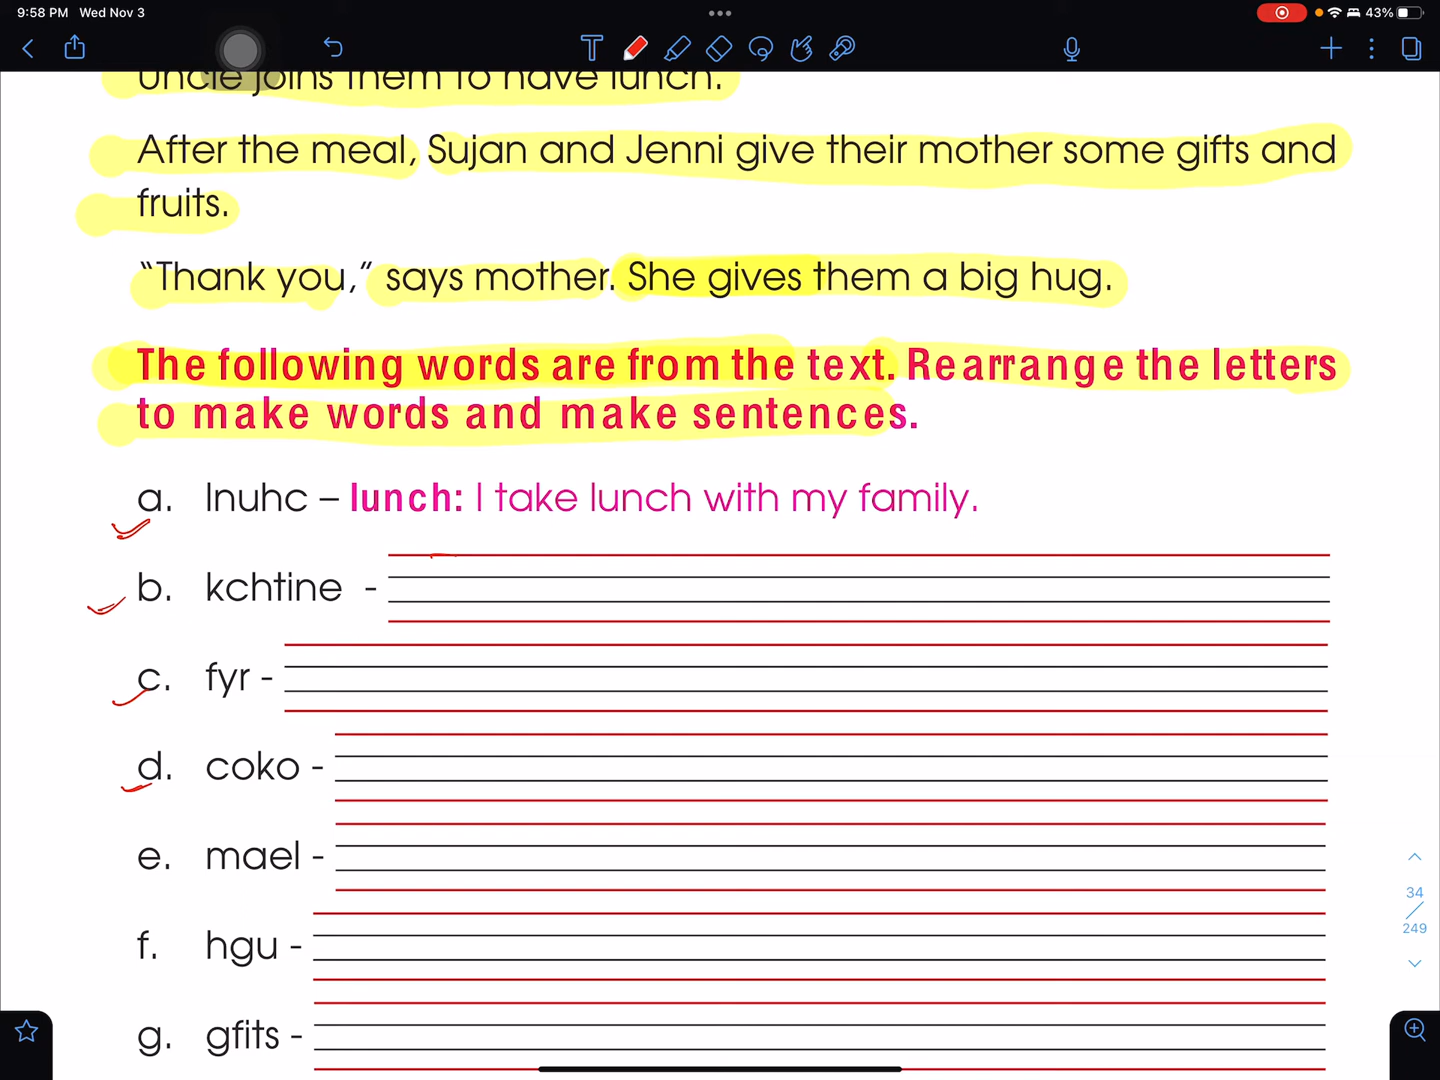 9:58 PM Wed Nov 3
43%
Uncle joins them to have lunch.
After the meal, Sujan and Jenni give their mother some gifts and
fruits.
“Thank you,” says mother. She gives them a big hug.
The following words are from the text. Rearrange the letters
to make words and make sentences.
a. lnuhc – lunch: I take lunch with my family.
b. kchtine -
c. fyr -
d. coko -
e. mael -
f. hgu -
g. gfits -
34
249